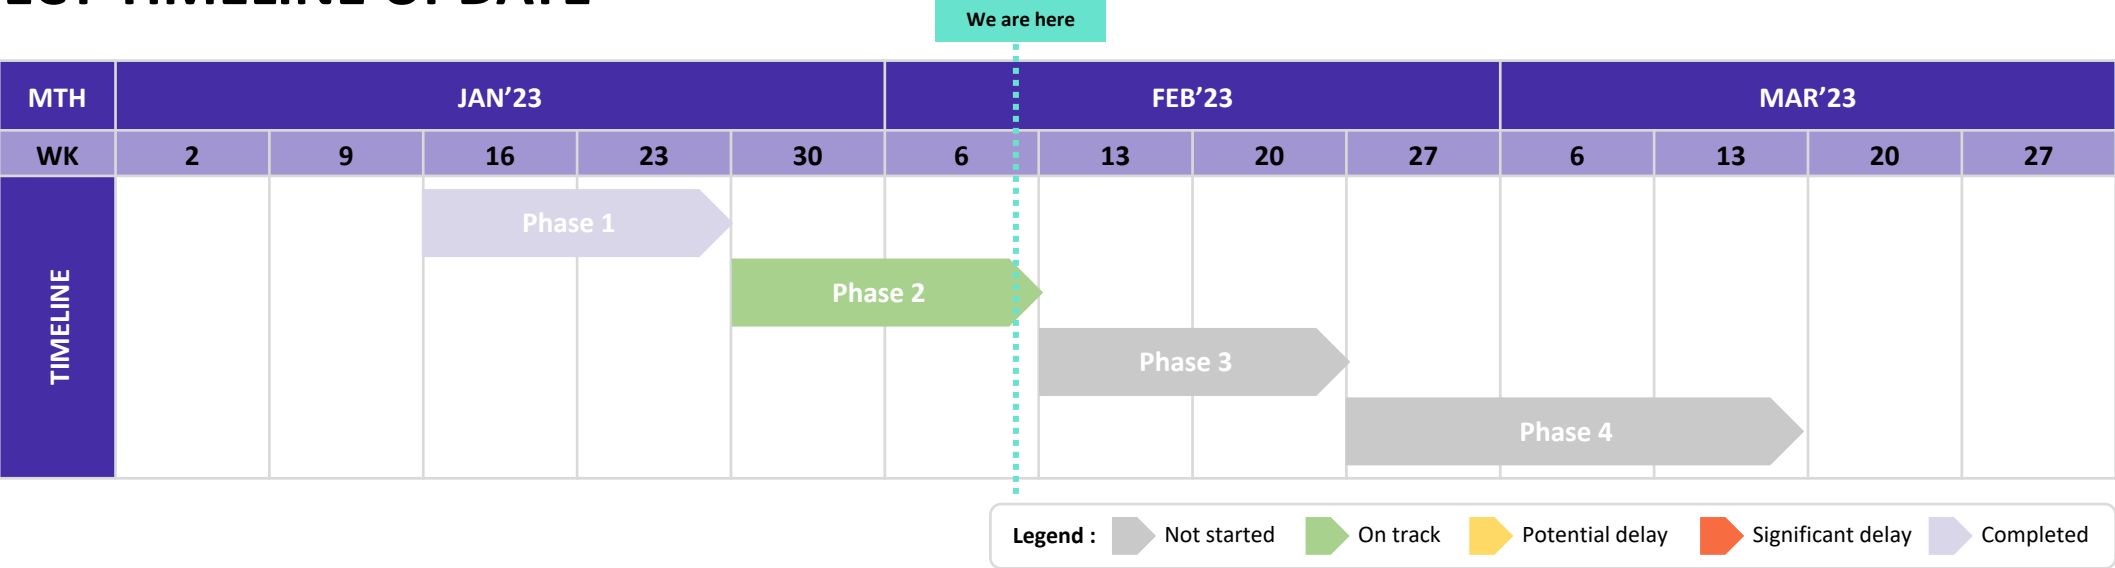 TIMELINE UPDATE
We are here
MTH JAN’23 FEB’23 MAR’23
WK 2 9 16 23 30 6 13 20 27 6 13 20 27
TIMELINE
Phase 1
Phase 2
Phase 3
Phase 4
Legend : Not started On track Potential delay Significant delay Completed